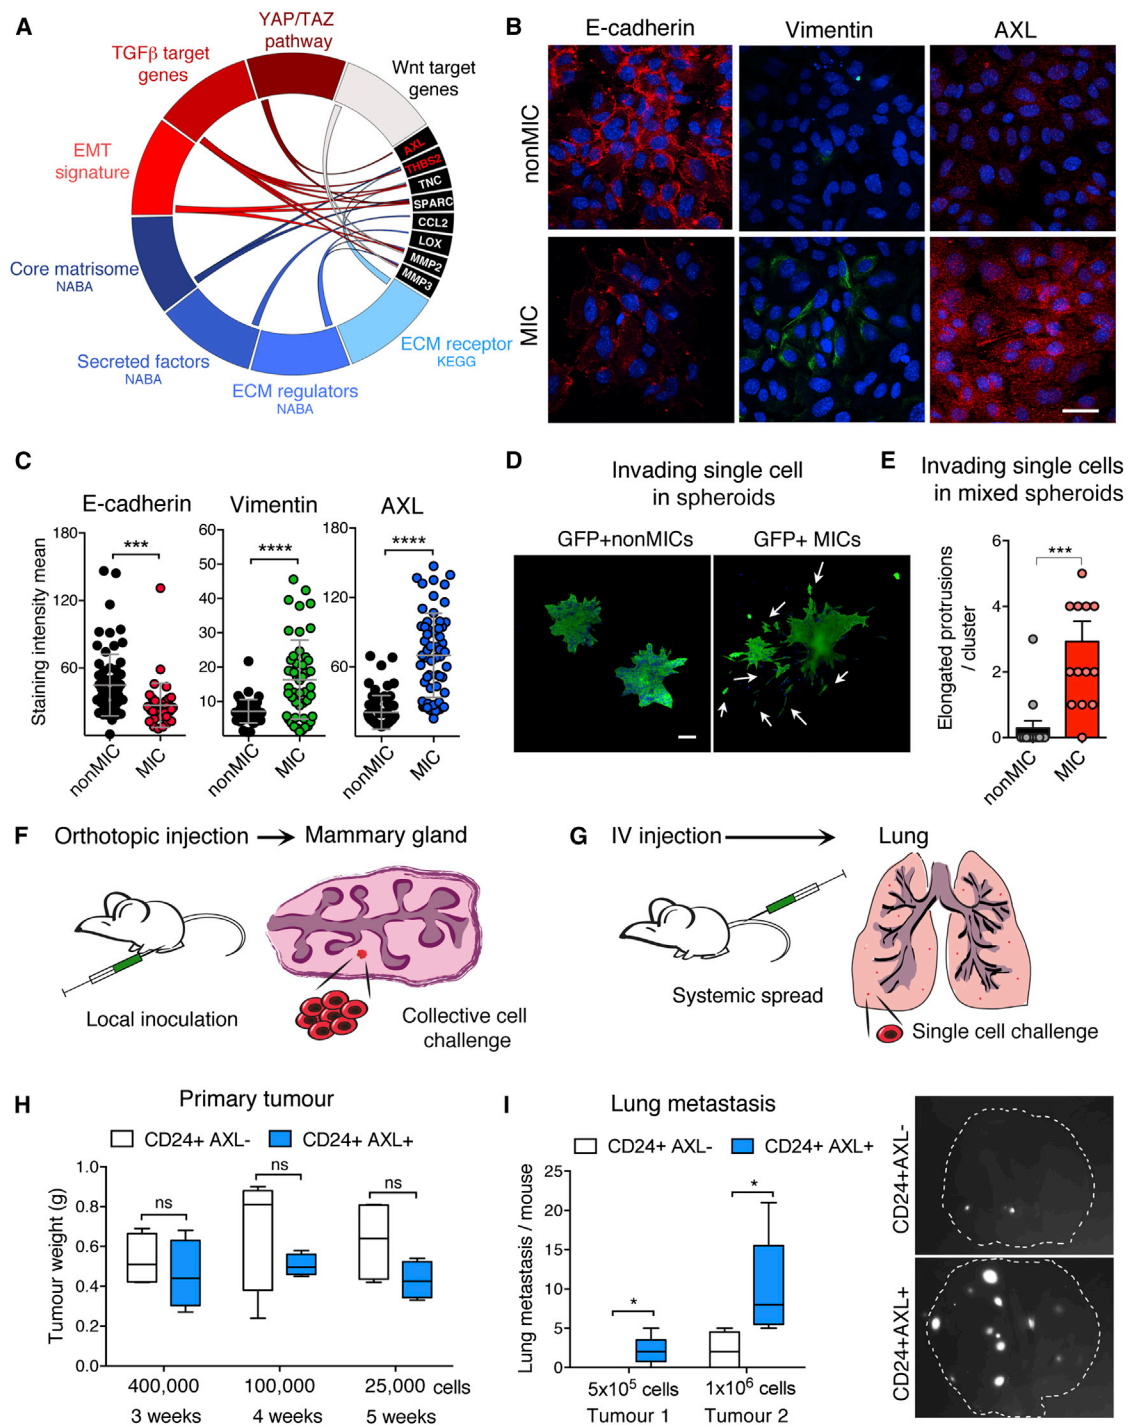 A
YAP/TAZ
pathway
TGFβ target
genes
Wnt target
genes
EMT
signature
AXL
THBS2
TNC
SPARC
CCL2
LOX
MMP2
MMP3
Core matrisome
NABA
Secreted factors
NABA
ECM regulators
NABA
ECM receptor
KEGG
B
E-cadherin
Vimentin
AXL
nonMIC
MIC
C
E-cadherin
Vimentin
AXL
Staining intensity mean
180
120
60
***
nonMIC
MIC
60
50
40
30
20
10
****
nonMIC
MIC
180
120
60
****
nonMIC
MIC
D
Invading single cell
in spheroids
GFP+nonMICs
GFP+ MICs
E
Invading single cells
in mixed spheroids
Elongated protrusions
/ cluster
6
4
2
0
***
nonMIC
MIC
F
Orthotopic injection
Mammary gland
Local inoculation
Collective cell
challenge
G
IV injection
Lung
Systemic spread
Single cell challenge
H
Primary tumour
CD24+ AXL-
CD24+ AXL+
Tumour weight (g)
1.0
0.8
0.6
0.4
0.2
0.0
ns
ns
ns
400,000
100,000
25,000
cells
3 weeks
4 weeks
5 weeks
I
Lung metastasis
CD24+ AXL-
CD24+ AXL+
Lung metastasis / mouse
25
20
15
10
5
0
*
*
5x10⁵ cells
1x10⁶ cells
Tumour 1
Tumour 2
CD24+AXL-
CD24+AXL+